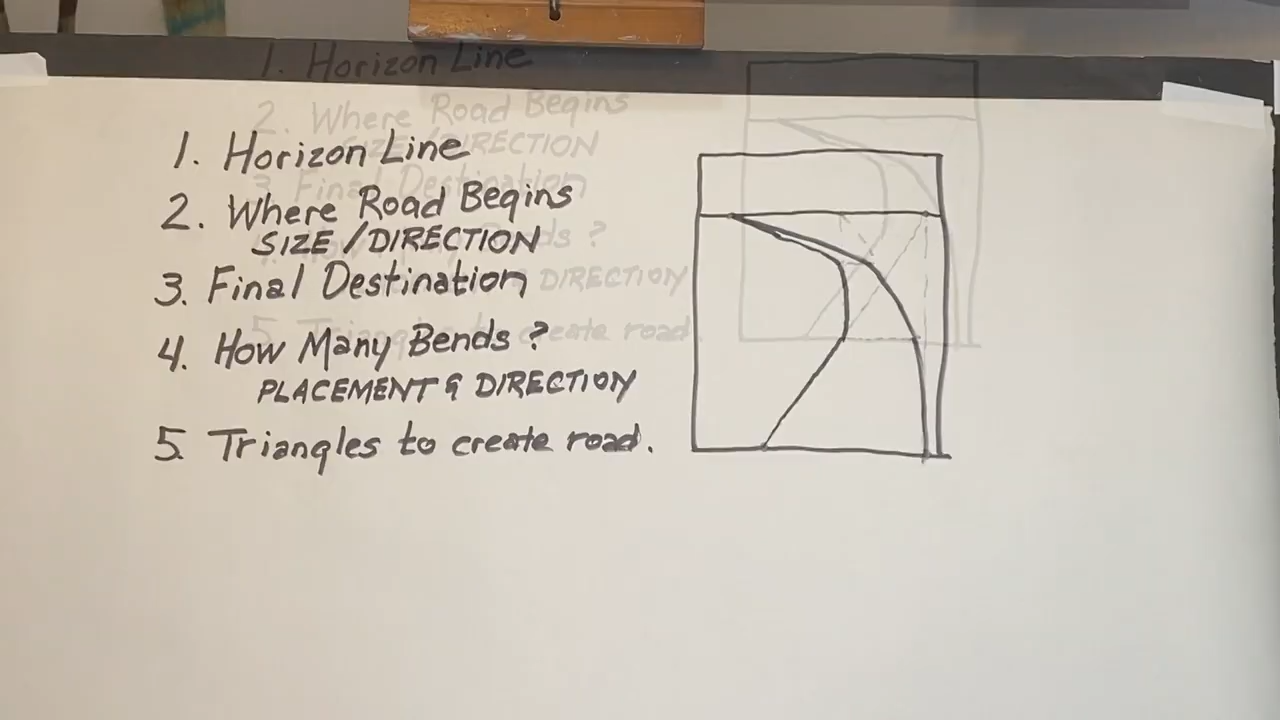 1. Horizon Line
2. Where Road Begins
SIZE / DIRECTION
3. Final Destination
4. How Many Bends ?
PLACEMENT & DIRECTION
5. Triangles to create road.